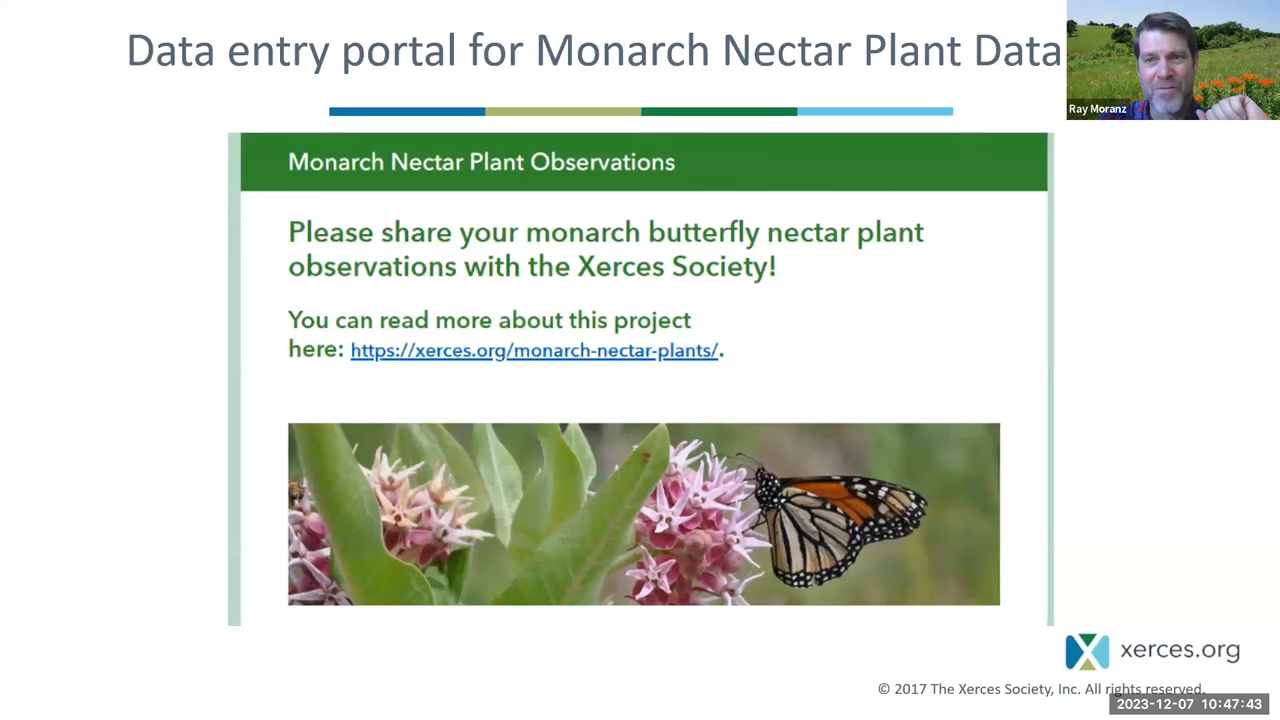 Data entry portal for Monarch Nectar Plant Data
Ray Moranz
Monarch Nectar Plant Observations
Please share your monarch butterfly nectar plant
observations with the Xerces Society!
You can read more about this project
here: https://xerces.org/monarch-nectar-plants/.
xerces.org
© 2017 The Xerces Society, Inc. All rights reserved.
2023-12-07 10:47:43